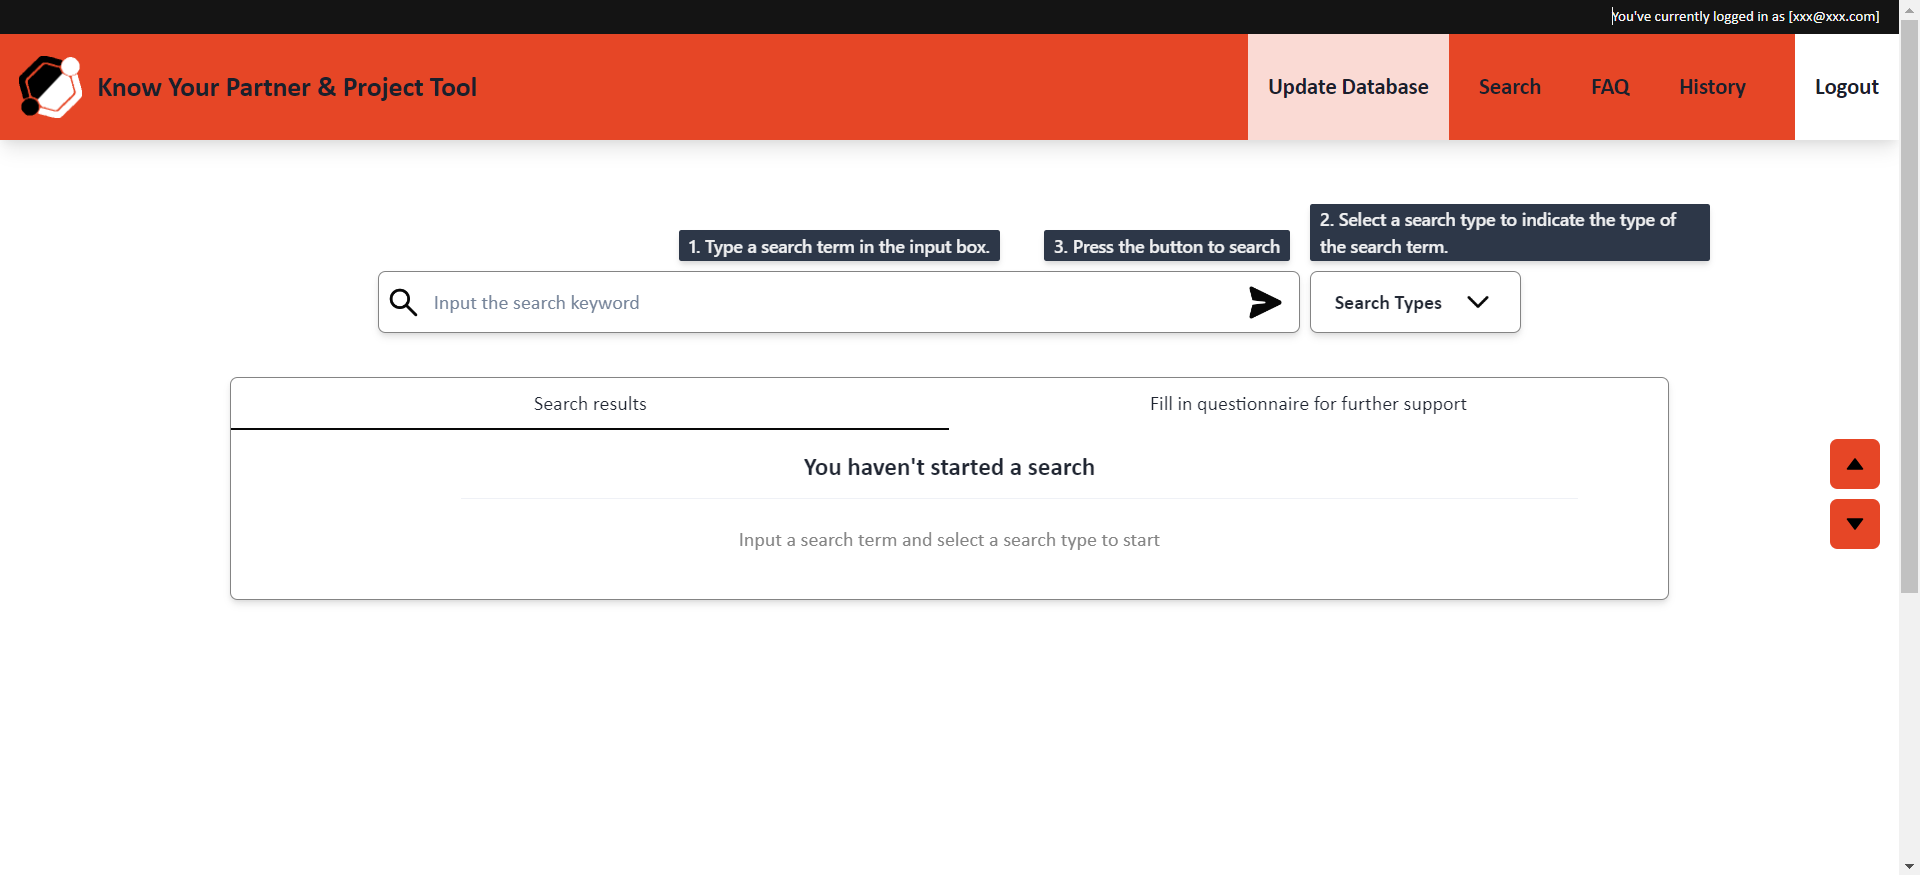 You've currently logged in as [xxx@xxx.com]
Know Your Partner & Project Tool
Update Database
Search
FAQ
History
Logout
1. Type a search term in the input box.
3. Press the button to search
2. Select a search type to indicate the type of
the search term.
Input the search keyword
Search Types
Search results
Fill in questionnaire for further support
You haven't started a search
Input a search term and select a search type to start